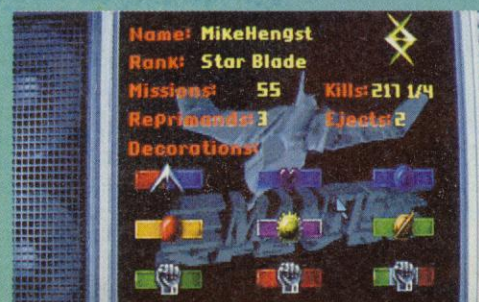 Name: MikeHengst
Rank: Star Blade
Missions: 55 Kills: 217 1/4
Reprimands: 3 Ejects: 2
Decorations: